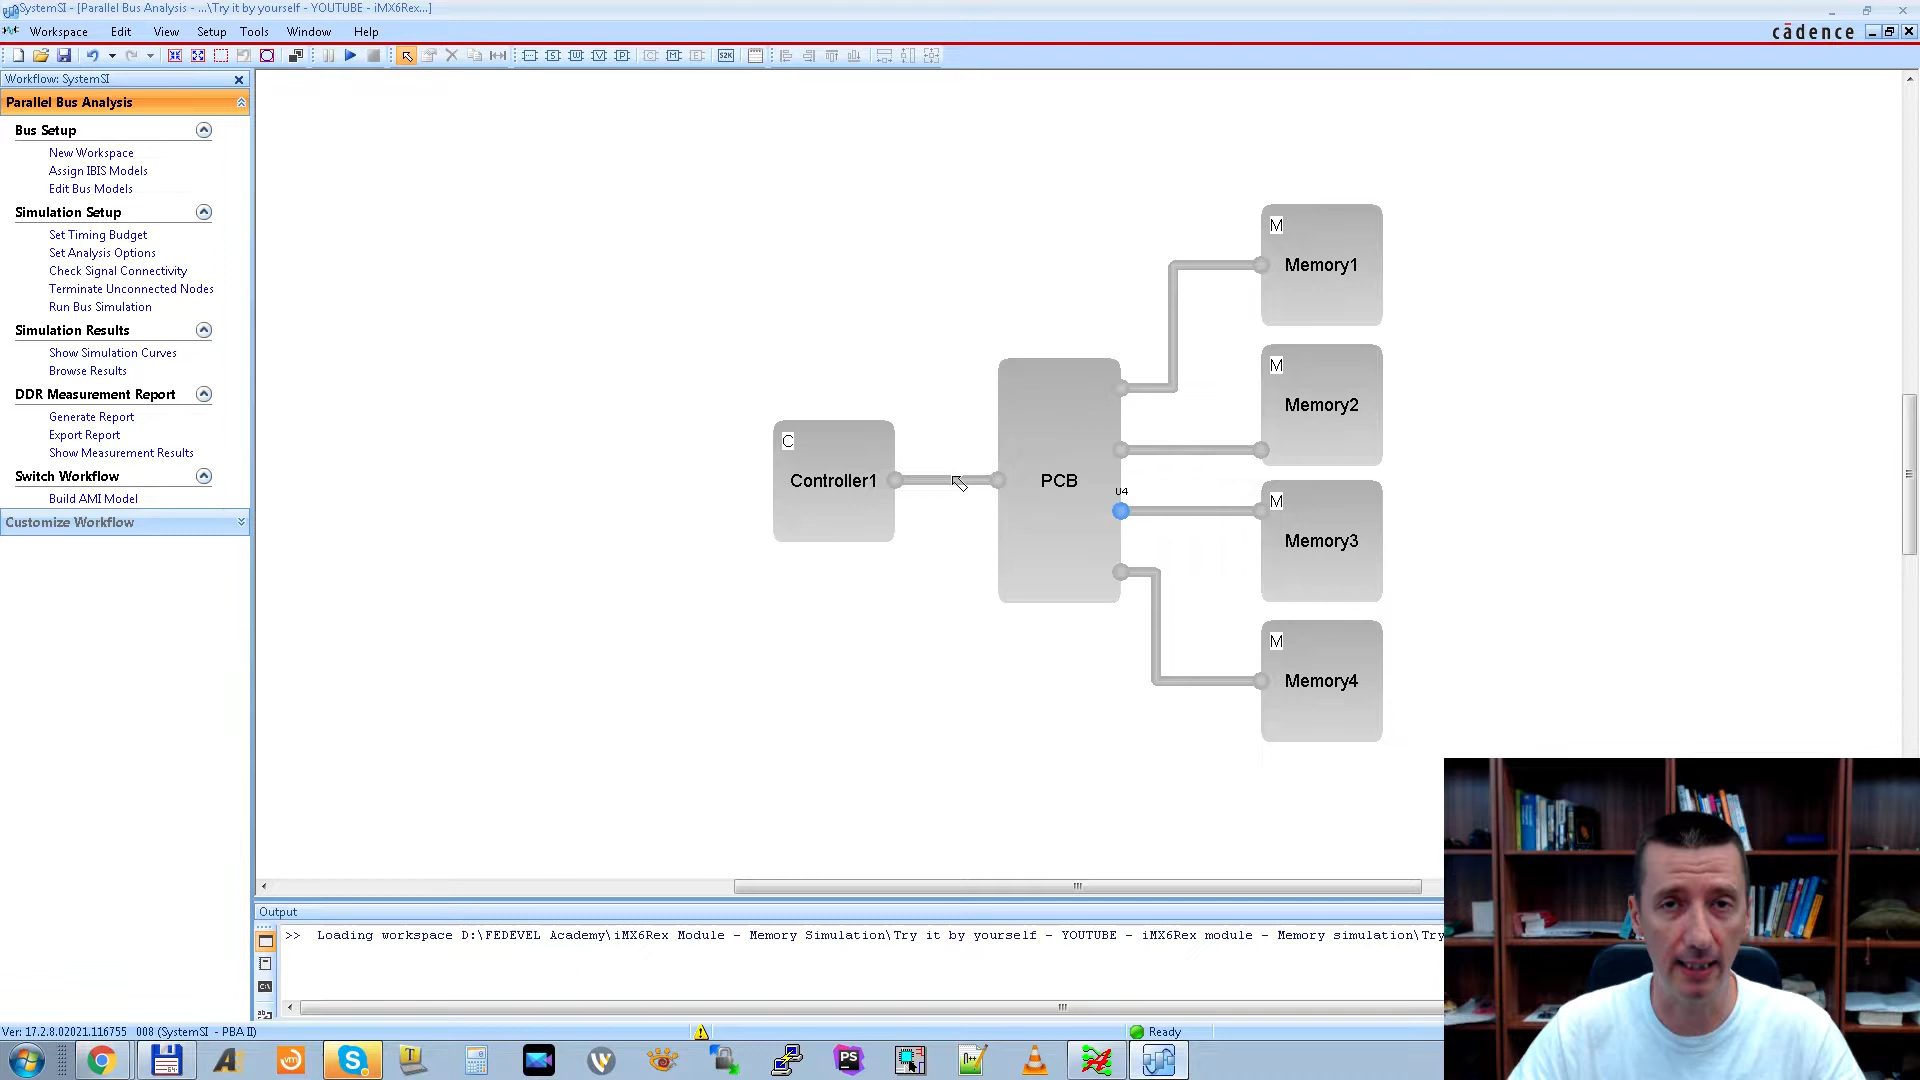 SystemSI - [Parallel Bus Analysis - ...\Try it by yourself - YOUTUBE - iMX6Rex...]
Workspace Edit View Setup Tools Window Help
cādence
Workflow: SystemSI
Parallel Bus Analysis
Bus Setup
New Workspace
Assign IBIS Models
Edit Bus Models
Simulation Setup
Set Timing Budget
Set Analysis Options
Check Signal Connectivity
Terminate Unconnected Nodes
Run Bus Simulation
Simulation Results
Show Simulation Curves
Browse Results
DDR Measurement Report
Generate Report
Export Report
Show Measurement Results
Switch Workflow
Build AMI Model
Customize Workflow
M
Memory1
M
Memory2
C
Controller1
PCB
U4
M
Memory3
M
Memory4
Output
>> Loading workspace D:\FEDEVEL Academy\iMX6Rex Module - Memory Simulation\Try it by yourself - YOUTUBE - iMX6Rex module - Memory simulation\Try
Ver: 17.2.8.02021.116755 008 (SystemSI - PBA II)
Ready